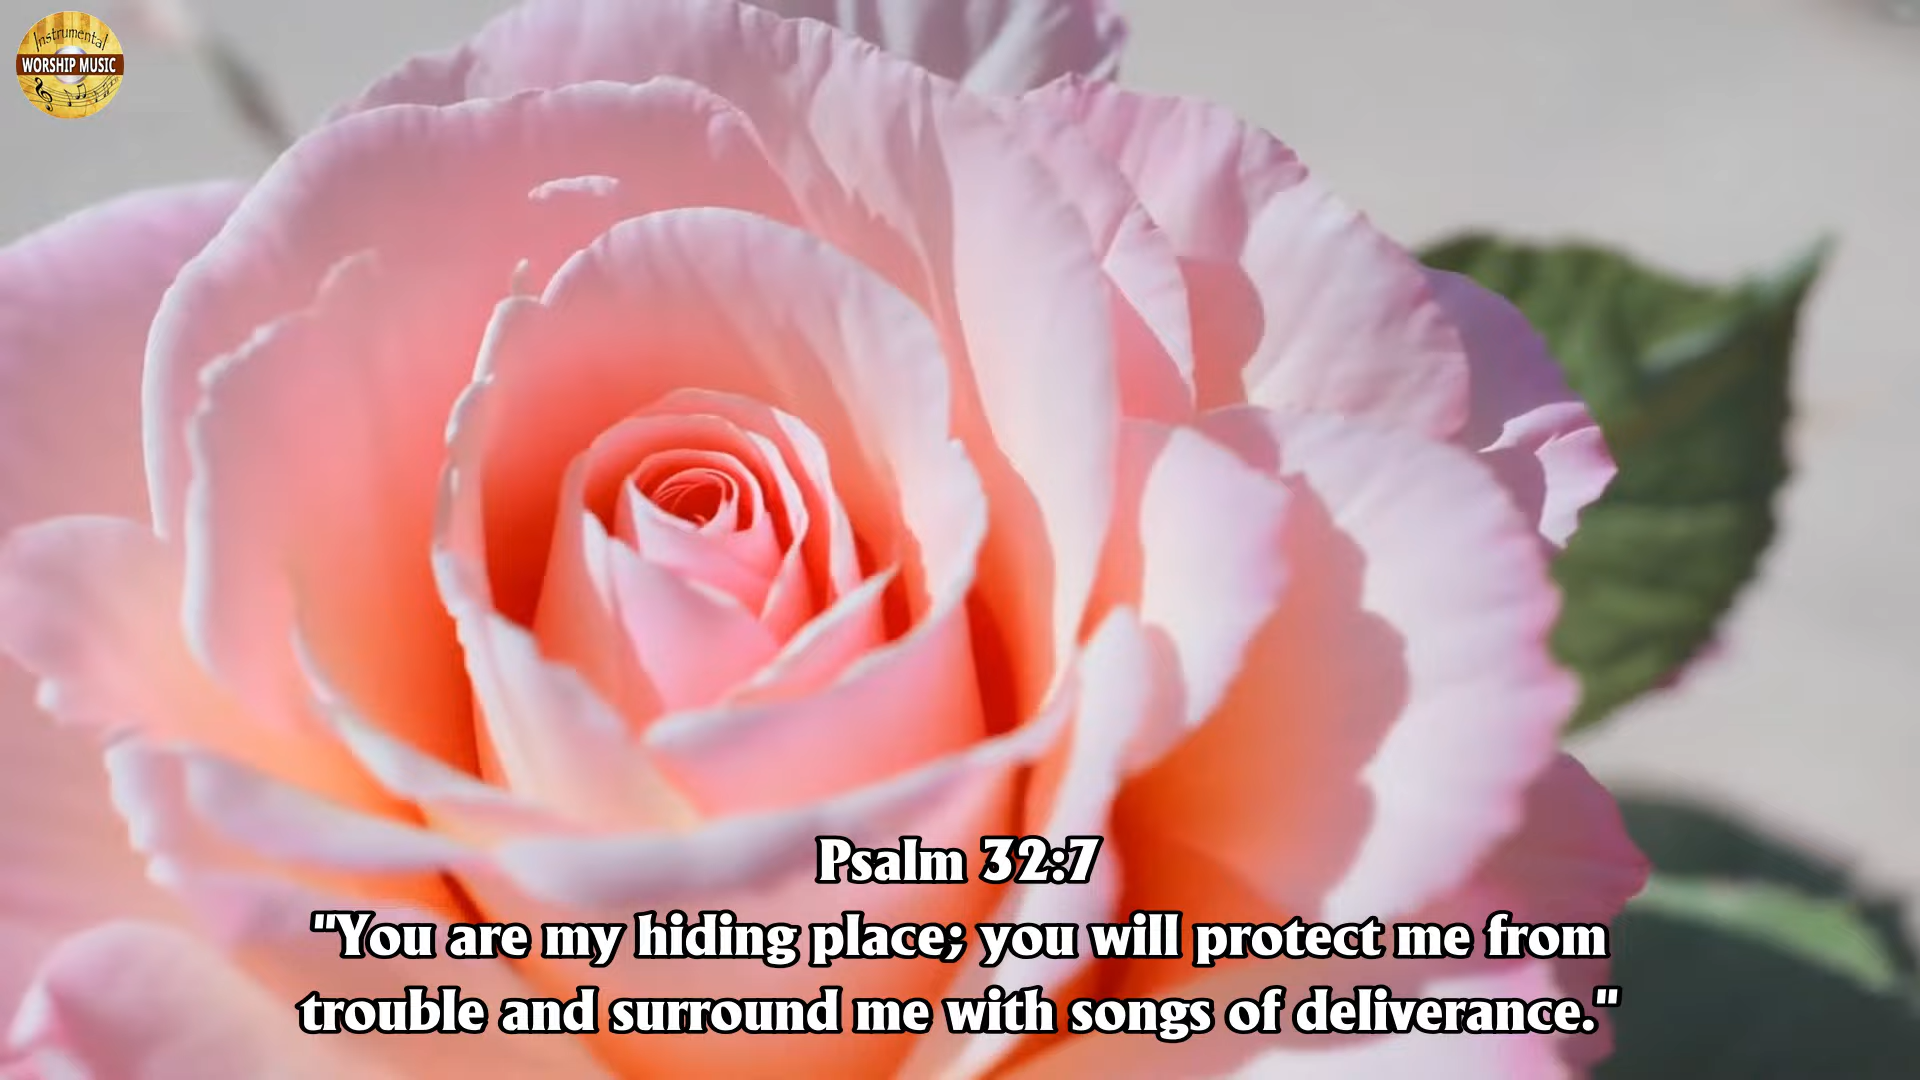 Instrumental
WORSHIP MUSIC
Psalm 32:7
"You are my hiding place; you will protect me from
trouble and surround me with songs of deliverance."